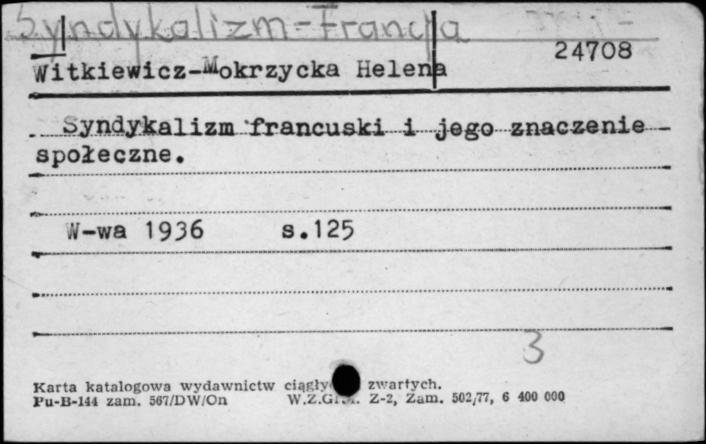 Syndykalizm-Francja
24708
Witkiewicz-Mokrzycka Helena
Syndykalizm francuski i jego znaczenie
społeczne.
W-wa 1936 s.125
3
Karta katalogowa wydawnictw zwartych.
Pu-B-144 zam. 567/DW/On Z-2, Zam. 502/77, 6 400 000